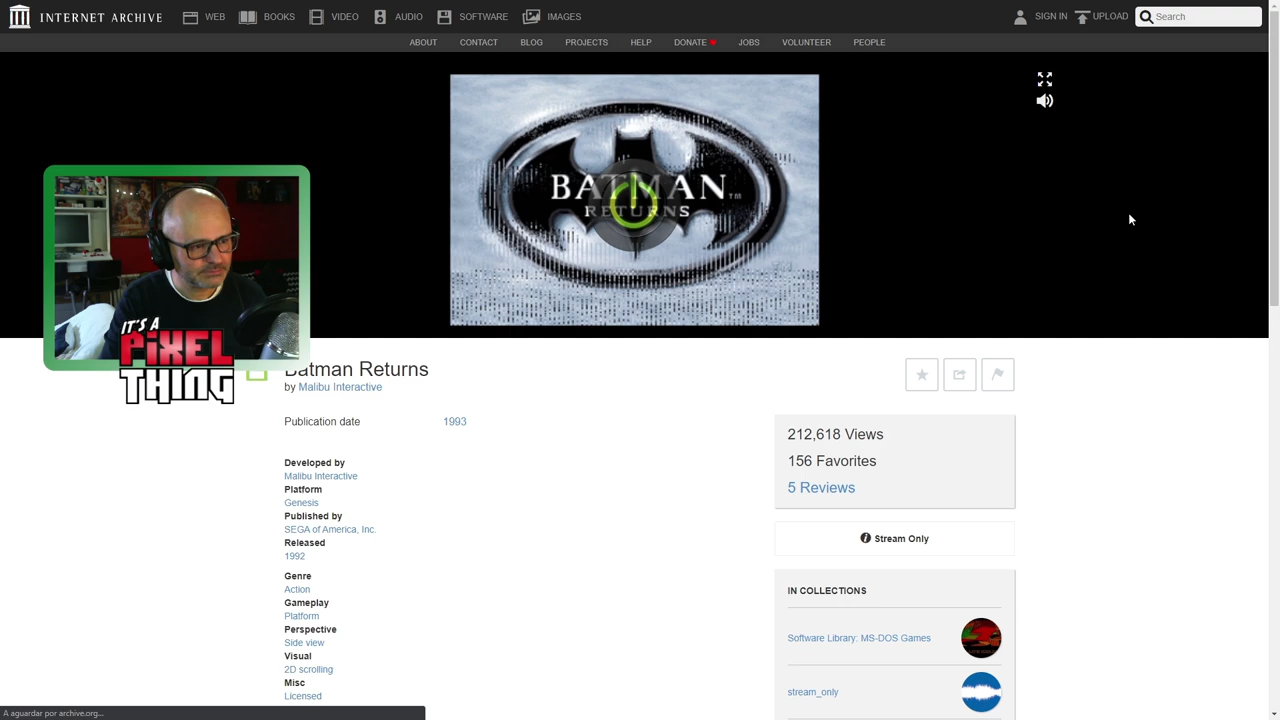 INTERNET ARCHIVE
WEB
BOOKS
VIDEO
AUDIO
SOFTWARE
IMAGES
SIGN IN
UPLOAD
Search
ABOUT
CONTACT
BLOG
PROJECTS
HELP
DONATE
JOBS
VOLUNTEER
PEOPLE
BATMAN™
RETURNS
IT'S A
PiXEL
THING
Batman Returns
by Malibu Interactive
Publication date
1993
Developed by
Malibu Interactive
Platform
Genesis
Published by
SEGA of America, Inc.
Released
1992
Genre
Action
Gameplay
Platform
Perspective
Side view
Visual
2D scrolling
Misc
Licensed
212,618 Views
156 Favorites
5 Reviews
Stream Only
IN COLLECTIONS
Software Library: MS-DOS Games
stream_only
A aguardar por archive.org...